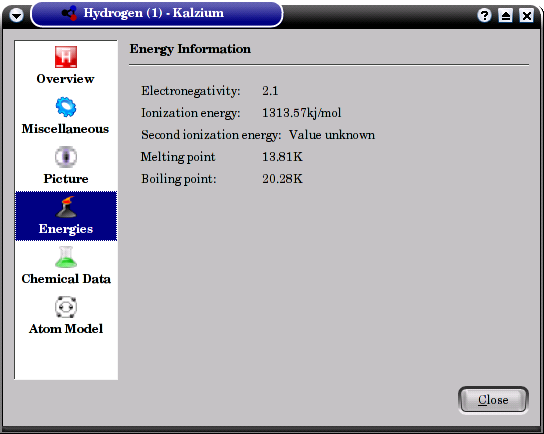 Hydrogen (1) - Kalzium
Overview
Miscellaneous
Picture
Energies
Chemical Data
Atom Model
Energy Information
Electronegativity: 2.1
Ionization energy: 1313.57kj/mol
Second ionization energy: Value unknown
Melting point 13.81K
Boiling point: 20.28K
Close